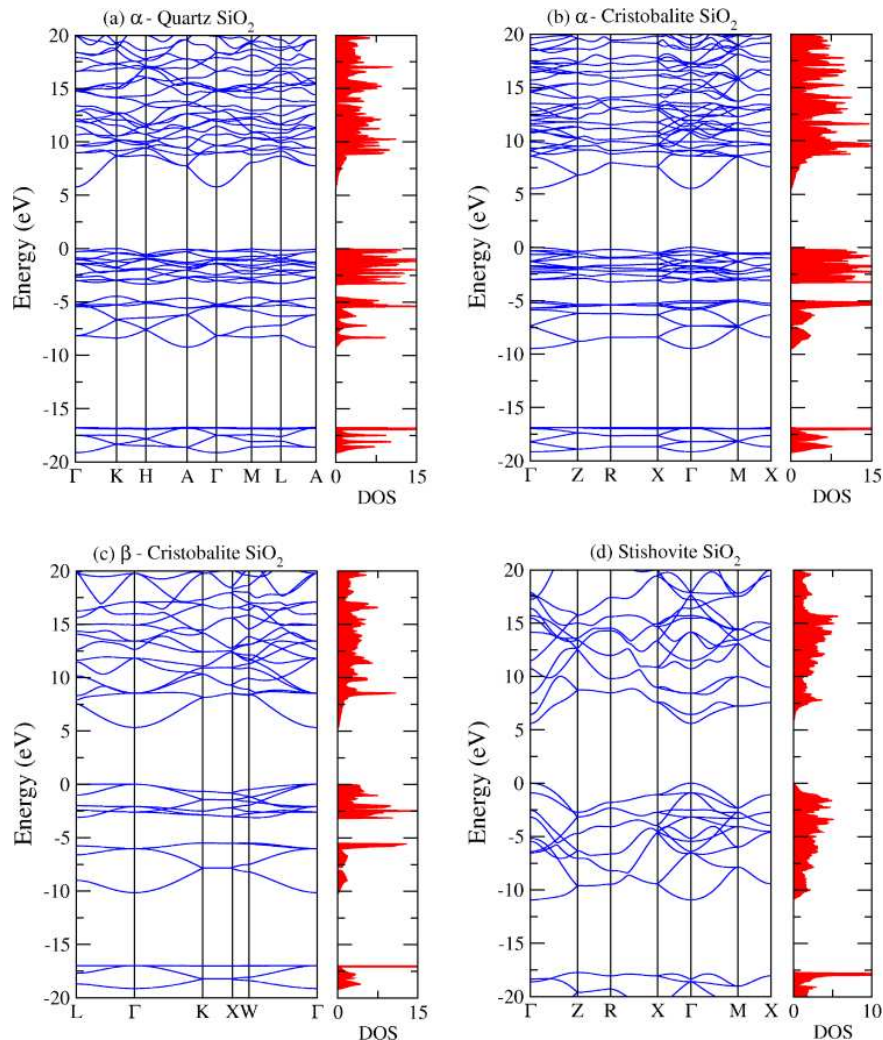 (a) α - Quartz SiO2
20
15
10
5
0
-5
-10
-15
-20
Energy (eV)
Γ K H A Γ M L A
0 15
DOS
(b) α - Cristobalite SiO2
20
15
10
5
0
-5
-10
-15
-20
Energy (eV)
Γ Z R X Γ M X
0 15
DOS
(c) β - Cristobalite SiO2
20
15
10
5
0
-5
-10
-15
-20
Energy (eV)
L Γ K X W Γ
0 15
DOS
(d) Stishovite SiO2
20
15
10
5
0
-5
-10
-15
-20
Energy (eV)
Γ Z R X Γ M X
0 10
DOS